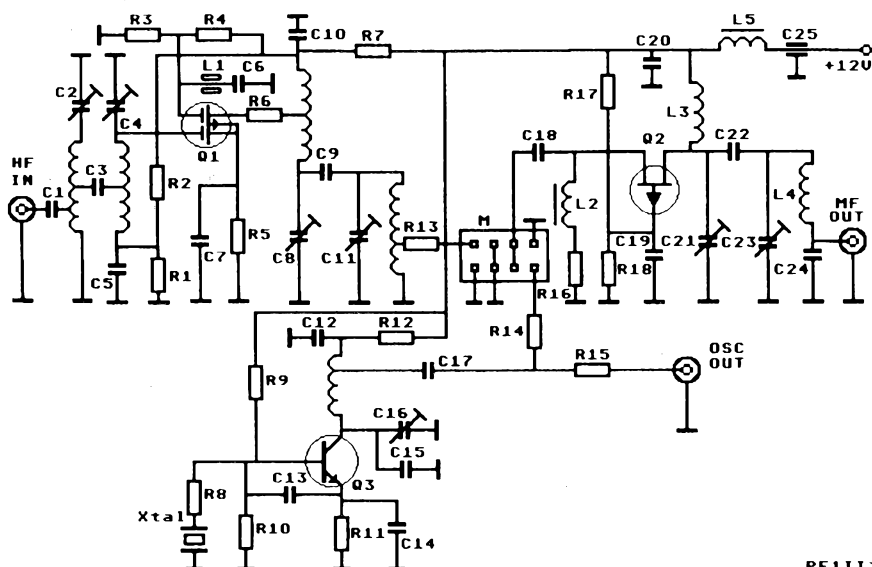 R3
R4
C10
R7
L5
C25
+12V
C20
L1
C6
R6
C2
C4
Q1
R17
L3
Q2
C22
C18
HF
IN
C1
C3
R2
C9
R13
M
L2
L4
MF
OUT
C5
R1
C7
R5
C8
C11
R16
R18
C19
C21
C23
C24
C12
R12
R14
R9
C17
R15
OSC
OUT
C16
C15
R8
C13
Q3
Xtal
R10
R11
C14